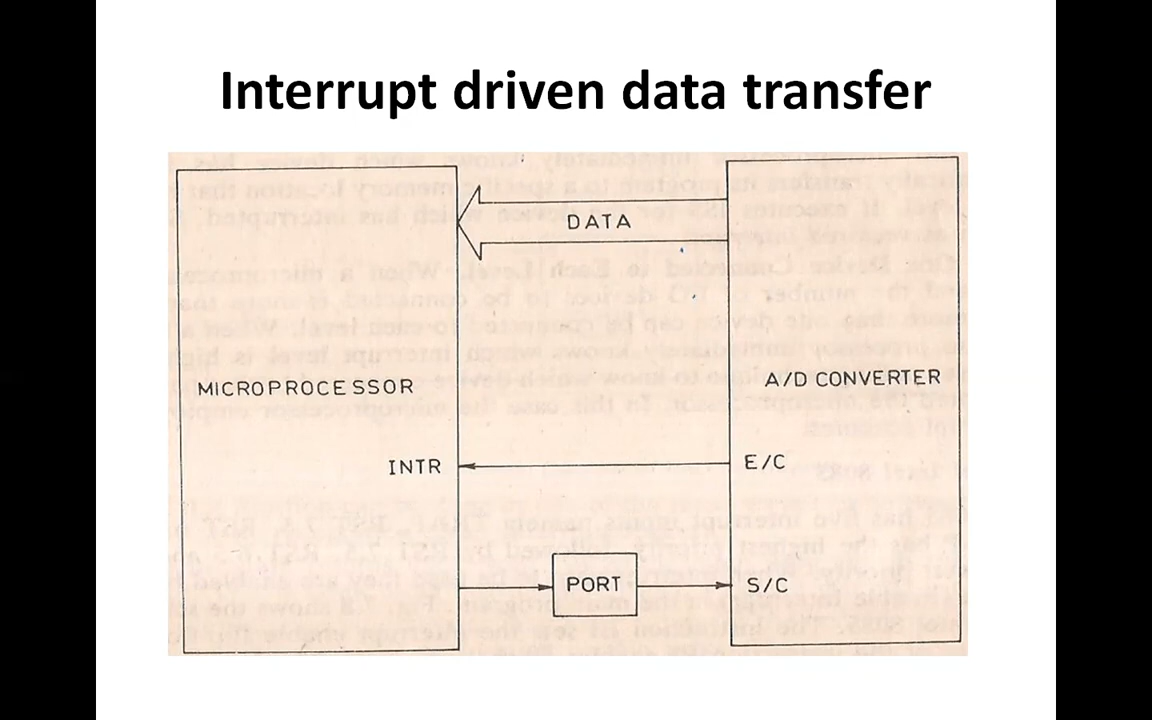 Interrupt driven data transfer
DATA
MICROPROCESSOR
A/D CONVERTER
INTR
E/C
PORT
S/C